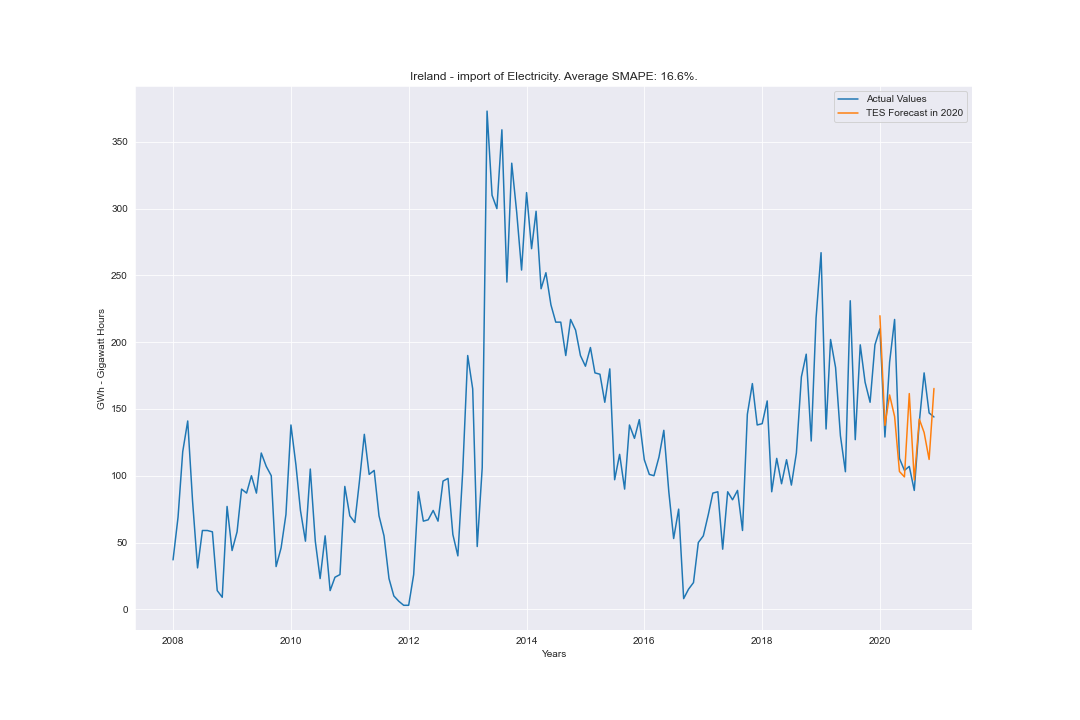 Ireland - import of Electricity. Average SMAPE: 16.6%.
Actual Values
TES Forecast in 2020
GWh - Gigawatt Hours
350
300
250
200
150
100
50
0
2008 2010 2012 2014 2016 2018 2020
Years